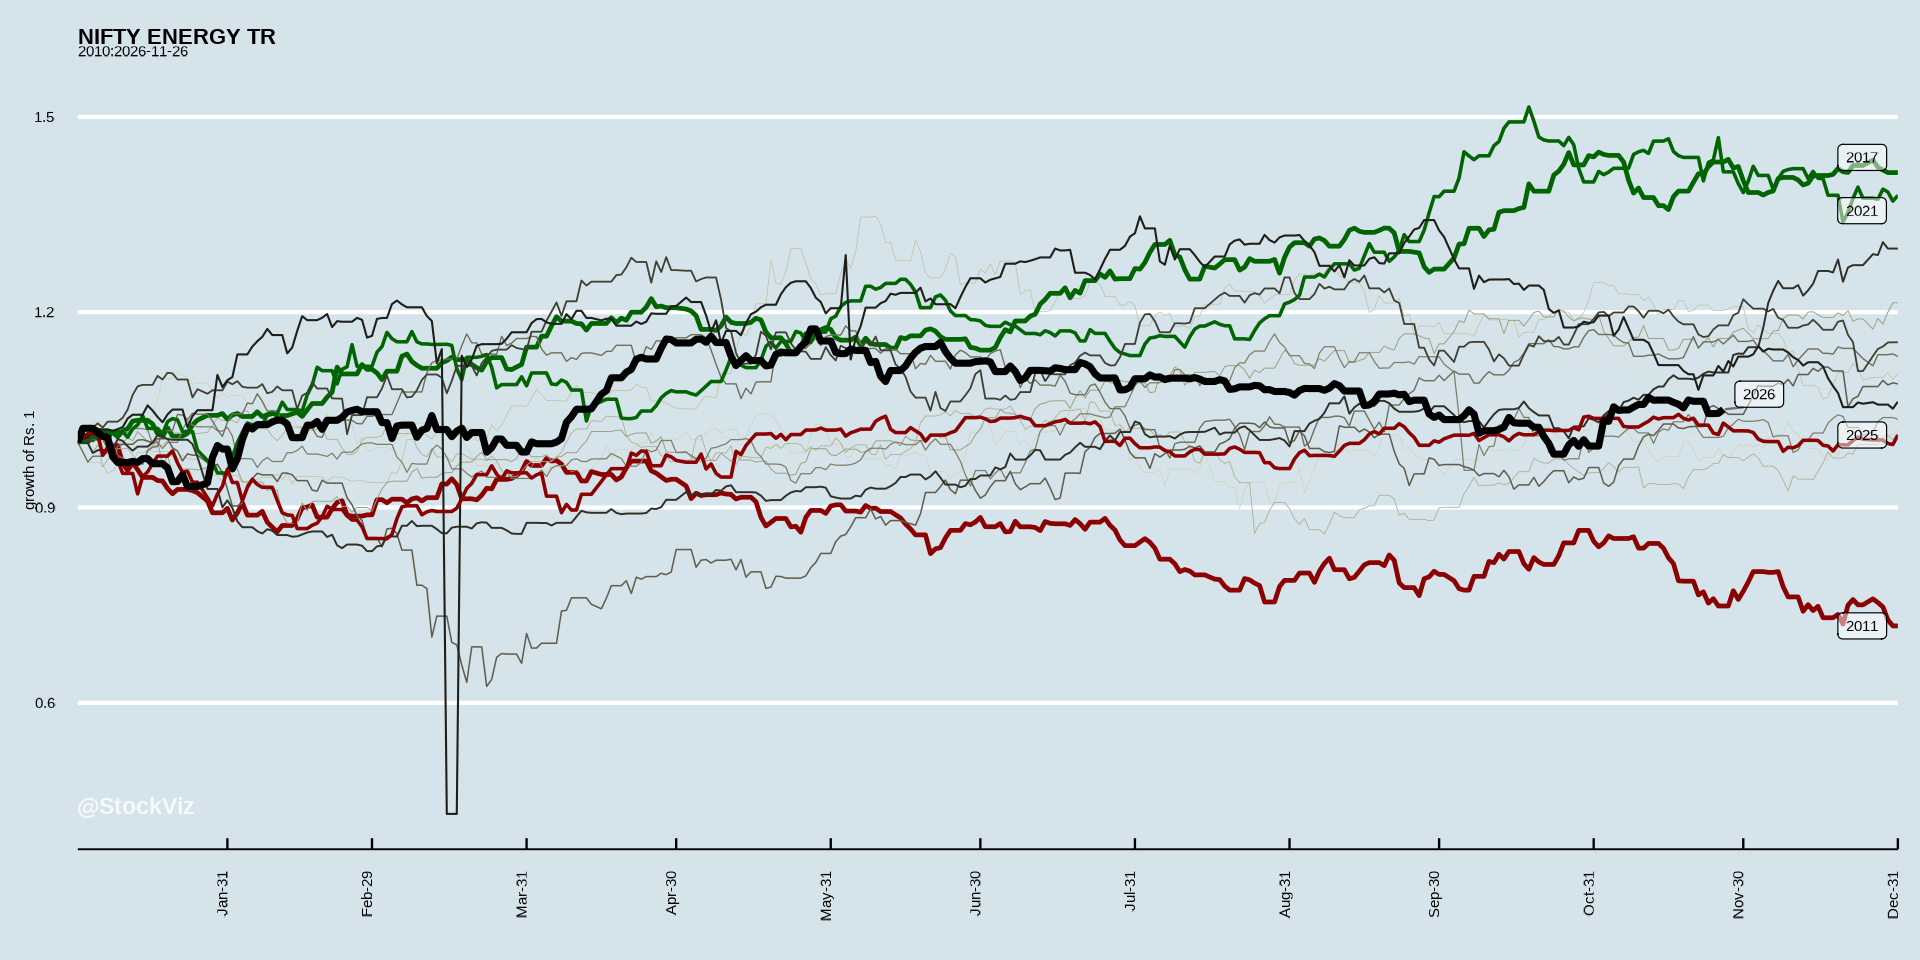 NIFTY ENERGY TR
2010:2026-11-26
growth of Rs. 1
1.5
1.2
0.9
0.6
2017
2021
2026
2025
2011
@StockViz
Jan-31
Feb-29
Mar-31
Apr-30
May-31
Jun-30
Jul-31
Aug-31
Sep-30
Oct-31
Nov-30
Dec-31